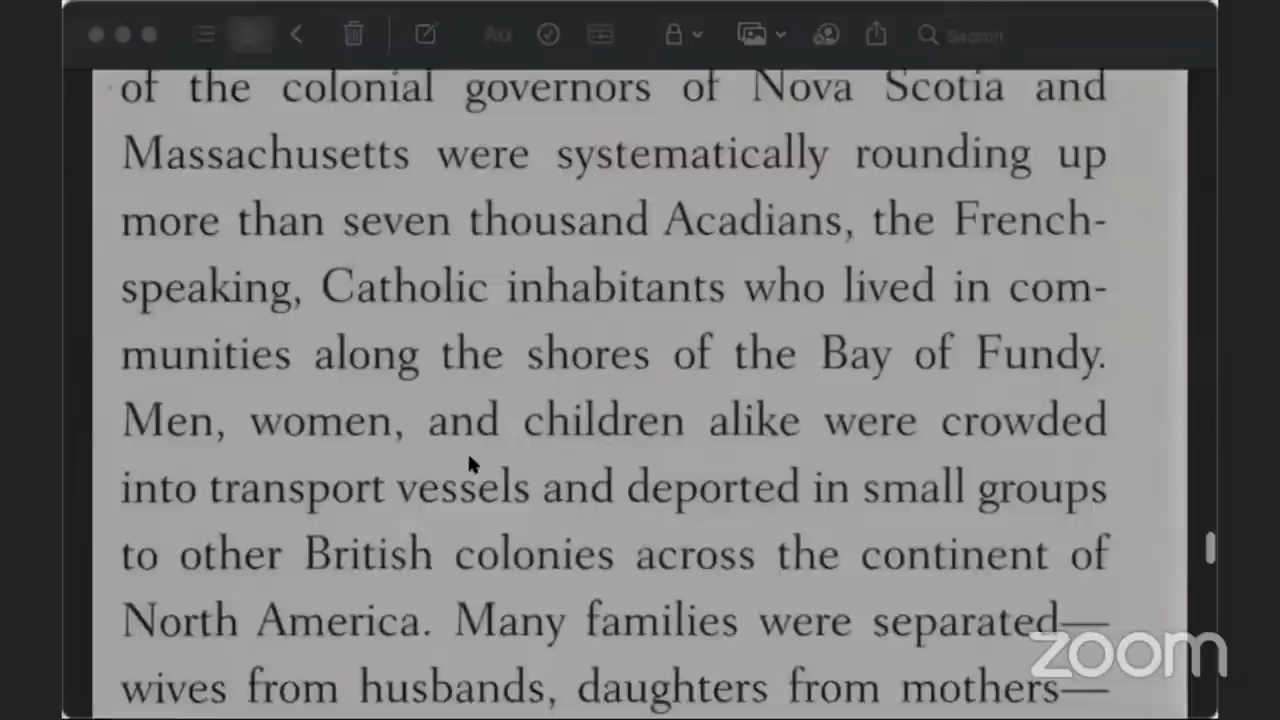 Aa
Search
of the colonial governors of Nova Scotia and
Massachusetts were systematically rounding up
more than seven thousand Acadians, the French-
speaking, Catholic inhabitants who lived in com-
munities along the shores of the Bay of Fundy.
Men, women, and children alike were crowded
into transport vessels and deported in small groups
to other British colonies across the continent of
North America. Many families were separated—
wives from husbands, daughters from mothers—
zoom